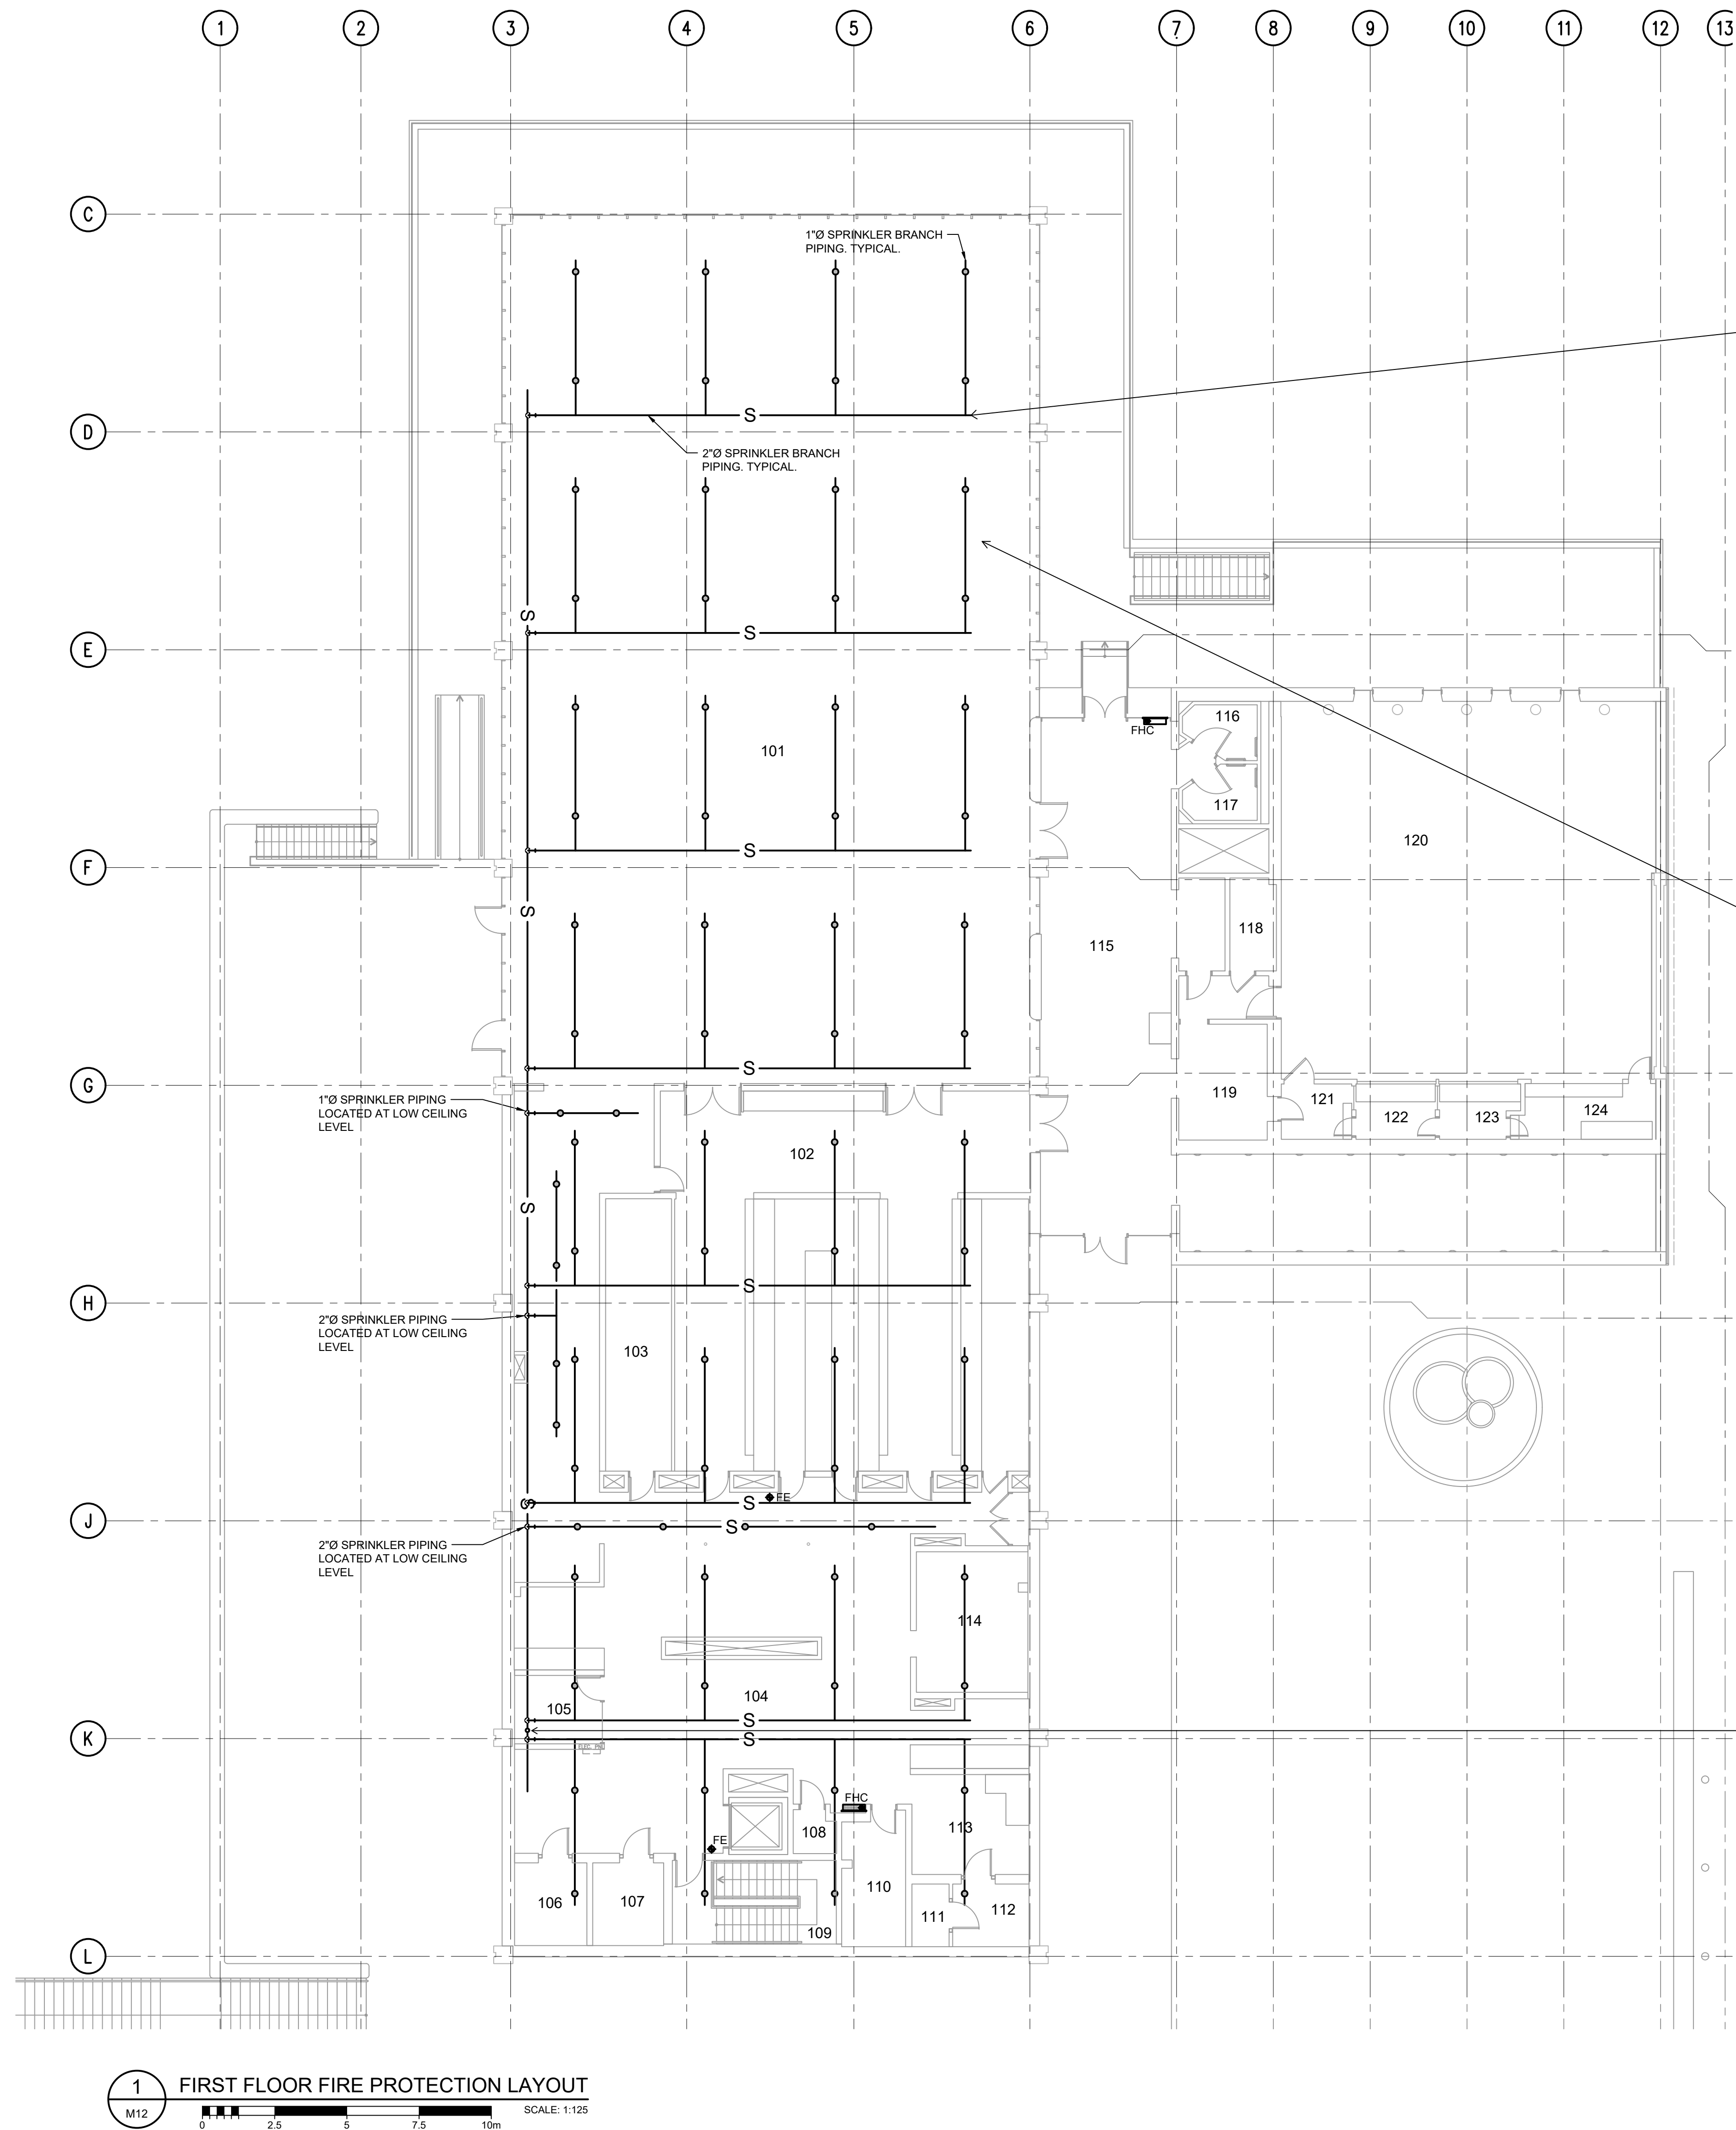 1 2 3 4 5 6 7 8 9 10 11 12 13
C
1"Ø SPRINKLER BRANCH
PIPING. TYPICAL.
S
D
2"Ø SPRINKLER BRANCH
PIPING. TYPICAL.
S
S
E
116
FHC
101
117
120
S
F
S
118
115
S
G
1"Ø SPRINKLER PIPING
LOCATED AT LOW CEILING
LEVEL
119
121
122
123
124
102
S
S
H
2"Ø SPRINKLER PIPING
LOCATED AT LOW CEILING
LEVEL
103
FE
S
S
J
S
2"Ø SPRINKLER PIPING
LOCATED AT LOW CEILING
LEVEL
114
104
105
S
K
S
FHC
108
113
FE
106
107
110
111
112
109
L
1
M12
FIRST FLOOR FIRE PROTECTION LAYOUT
SCALE: 1:125
0 2.5 5 7.5 10m